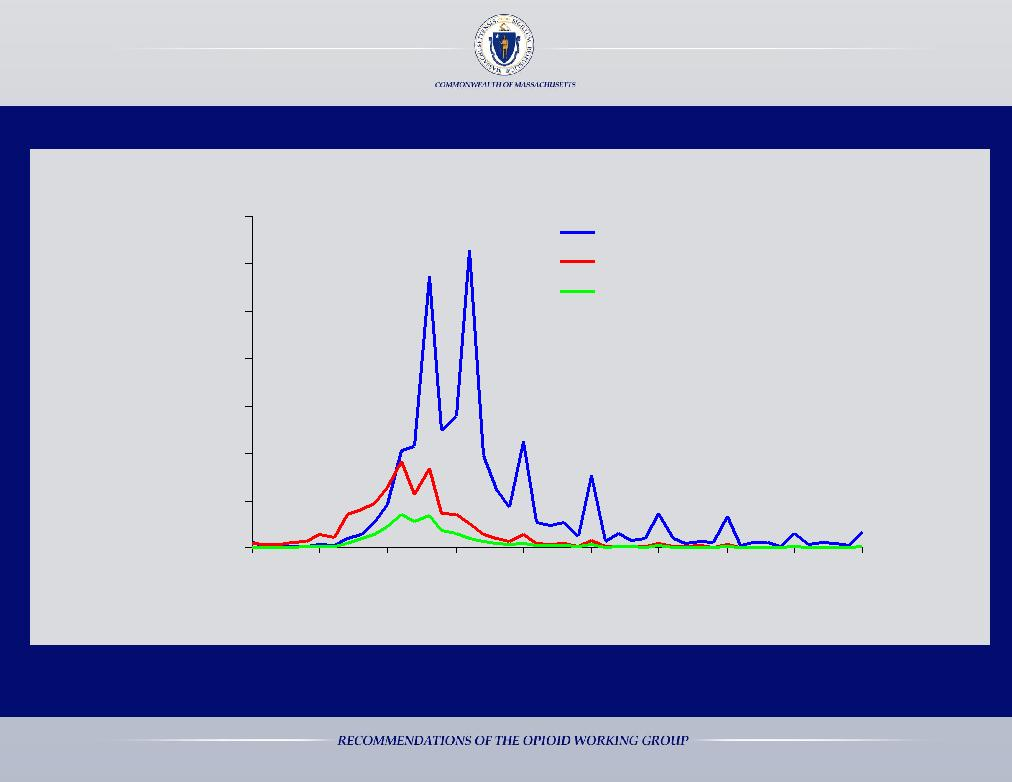 COMMONWEALTH OF MASSACHUSETTS
RECOMMENDATIONS OF THE OPIOID WORKING GROUP